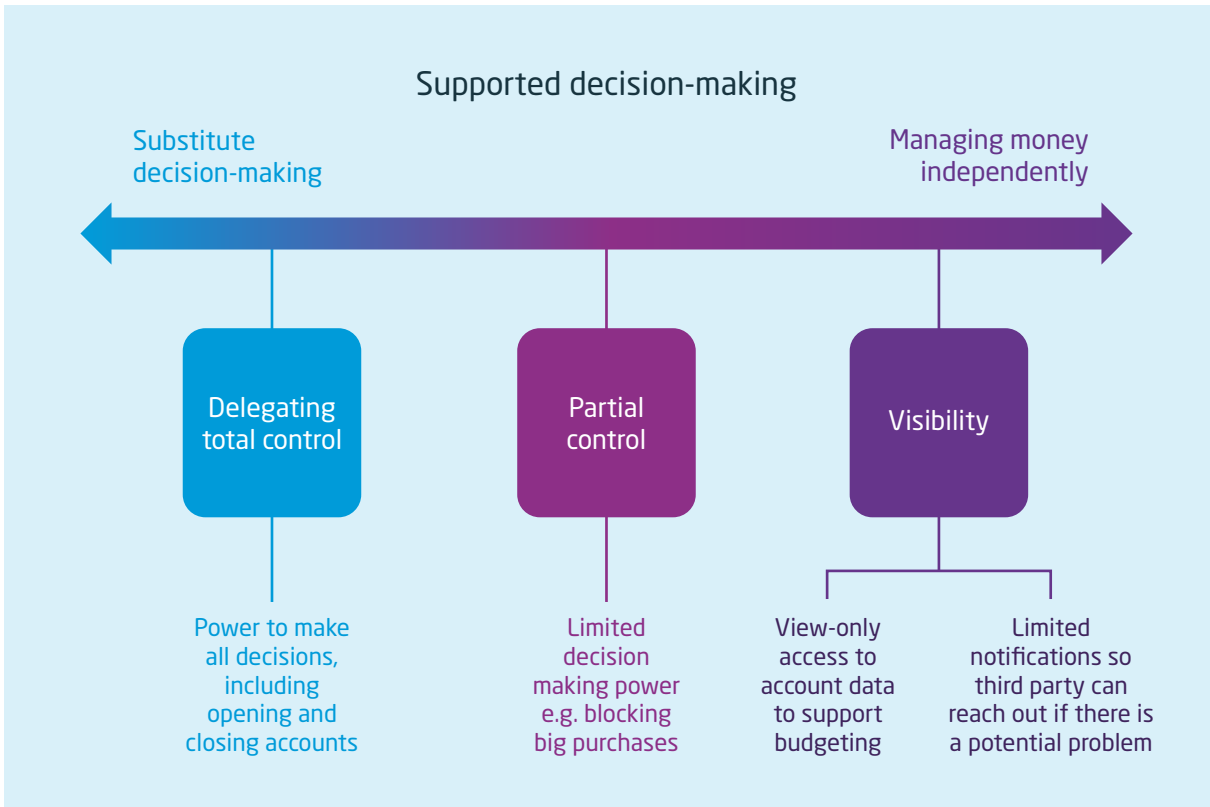 Supported decision-making
Substitute
decision-making
Managing money
independently
Delegating
total control
Partial
control
Visibility
Power to make
all decisions,
including
opening and
closing accounts
Limited
decision
making power
e.g. blocking
big purchases
View-only
access to
account data
to support
budgeting
Limited
notifications so
third party can
reach out if there is
a potential problem